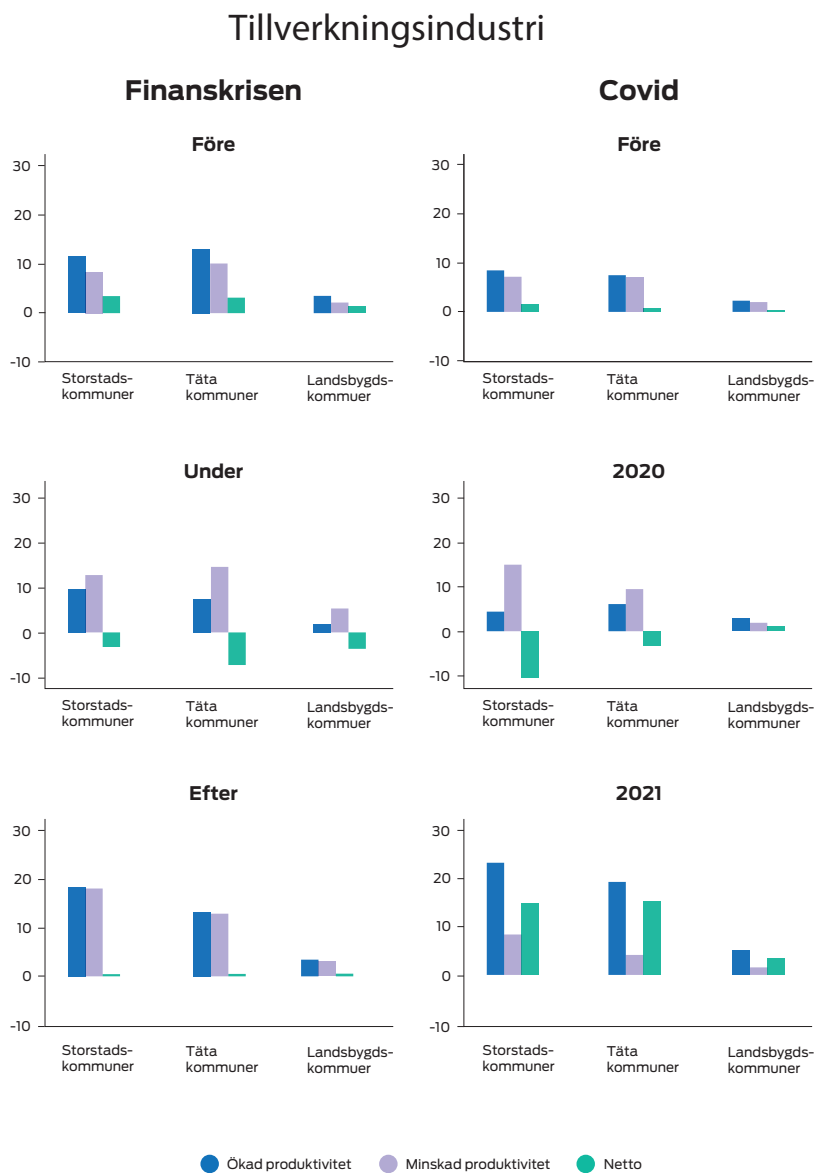 Tillverkningsindustri
Finanskrisen
Covid
Före
30
20
10
0
-10
Storstads-
kommuner
Täta
kommuner
Landsbygds-
kommuer
Före
30
20
10
0
-10
Storstads-
kommuner
Täta
kommuner
Landsbygds-
kommuner
Under
30
20
10
0
-10
Storstads-
kommuner
Täta
kommuner
Landsbygds-
kommuer
2020
30
20
10
0
-10
Storstads-
kommuner
Täta
kommuner
Landsbygds-
kommuner
Efter
30
20
10
0
-10
Storstads-
kommuner
Täta
kommuner
Landsbygds-
kommuer
2021
30
20
10
0
-10
Storstads-
kommuner
Täta
kommuner
Landsbygds-
kommuner
Ökad produktivitet
Minskad produktivitet
Netto